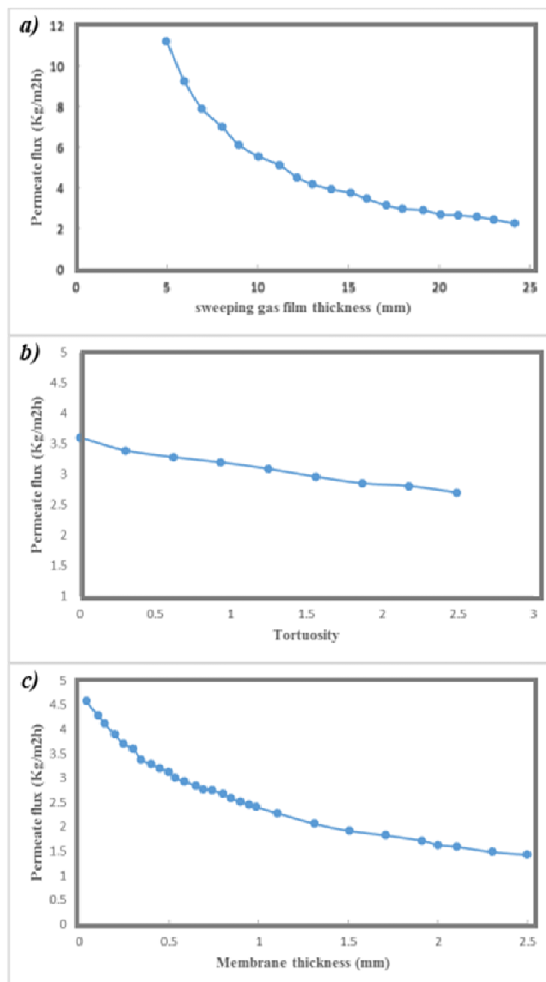 a)
Permeate flux (Kg/m2h)
12
10
8
6
4
2
0
0 5 10 15 20 25
sweeping gas film thickness (mm)
b)
Permeate flux (Kg/m2h)
5
4.5
4
3.5
3
2.5
2
1.5
1
0 0.5 1 1.5 2 2.5 3
Tortuosity
c)
Permeate flux (Kg/m2h)
5
4.5
4
3.5
3
2.5
2
1.5
1
0.5
0
0 0.5 1 1.5 2 2.5
Membrane thickness (mm)